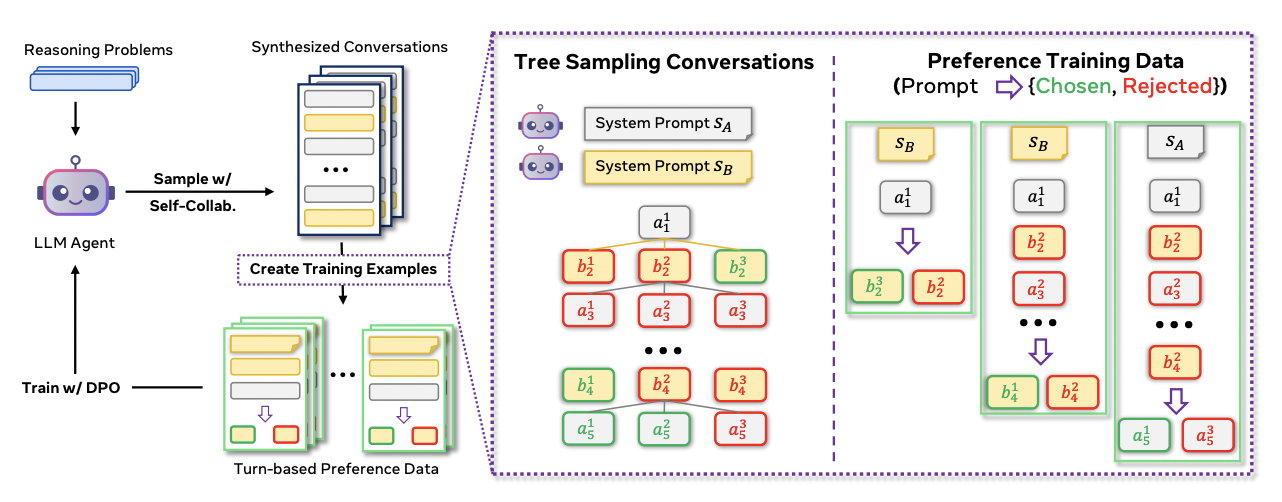 Reasoning Problems
Synthesized Conversations
LLM Agent
Sample w/
Self-Collab.
•••
Create Training Examples
Train w/ DPO
•••
Turn-based Preference Data
Tree Sampling Conversations
System Prompt s_A
System Prompt s_B
a_1^1
b_2^1 b_2^2 b_2^3
a_3^1 a_3^2 a_3^3
•••
b_4^1 b_4^2 b_4^3
a_5^1 a_5^2 a_5^3
Preference Training Data
(Prompt ⇨ {Chosen, Rejected})
s_B
a_1^1
b_2^3 b_2^2
s_B
a_1^1
b_2^2
a_3^2
•••
b_4^1 b_4^2
s_A
a_1^1
b_2^2
a_3^2
•••
b_4^2
a_5^1 a_5^3